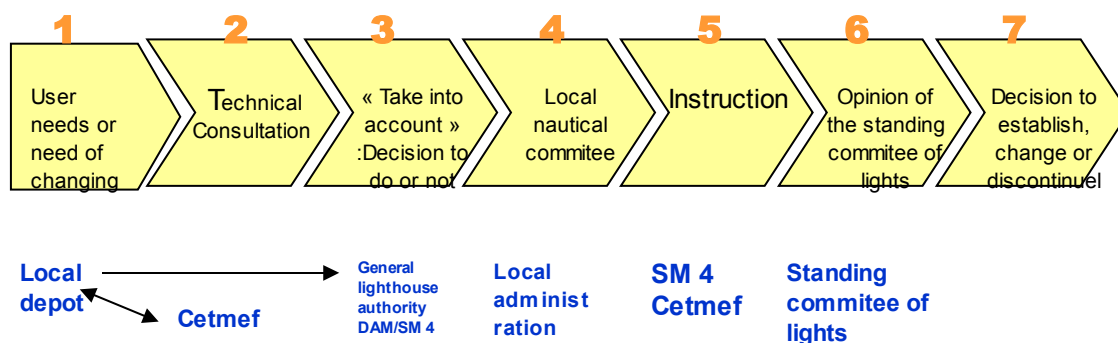 1
2
3
4
5
6
7
User
needs or
need of
changing
Technical
Consultation
« Take into
account »
:Decision to
do or not
Local
nautical
commitee
Instruction
Opinion of
the standing
commitee of
lights
Decision to
establish,
change or
discontinuel
Local
depot
Cetmef
General
lighthouse
authority
DAM/SM 4
Local
administ
ration
SM 4
Cetmef
Standing
commitee of
lights